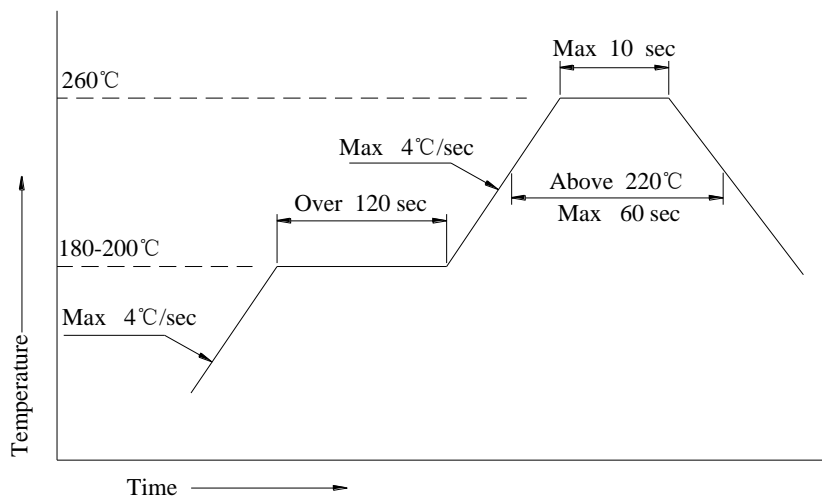 Max 10 sec
260℃
Max 4℃/sec
Above 220℃
Max 60 sec
Over 120 sec
180-200℃
Max 4℃/sec
Temperature
Time